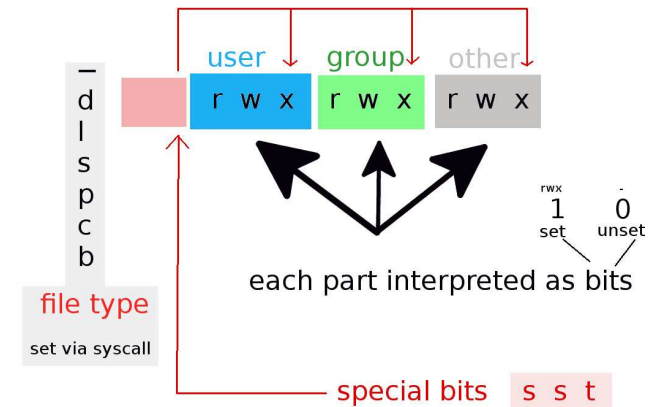 user group other
–
d
l
s
p
c
b
r w x r w x r w x
rwx -
1 0
set unset
each part interpreted as bits
file type
set via syscall
special bits s s t